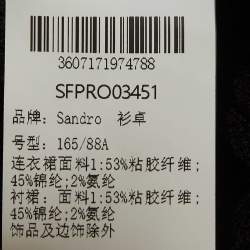 3607171974788
SFPRO03451
品牌：Sandro 衫卓
号型：165/88A
连衣裙面料1:53%粘胶纤维;
45%锦纶;2%氨纶
衬裙：面料1:53%粘胶纤维;
45%锦纶;2%氨纶
饰品及边饰除外